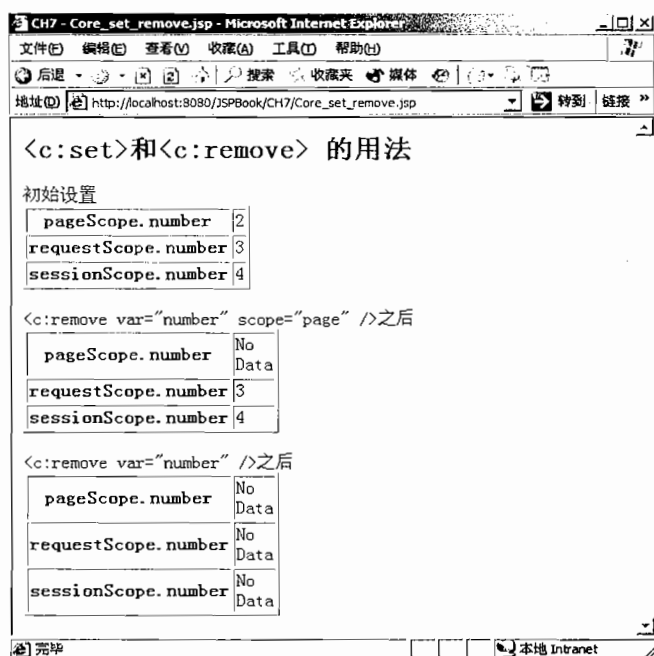 CH7 - Core_set_remove.jsp - Microsoft Internet Explorer
文件(F) 编辑(E) 查看(V) 收藏(A) 工具(T) 帮助(H)
后退 搜索 收藏夹 媒体
地址(D) http://localhost:8080/JSPBook/CH7/Core_set_remove.jsp 转到 链接 »
<c:set>和<c:remove> 的用法
初始设置
pageScope.number 2
requestScope.number 3
sessionScope.number 4
<c:remove var="number" scope="page" />之后
pageScope.number No Data
requestScope.number 3
sessionScope.number 4
<c:remove var="number" />之后
pageScope.number No Data
requestScope.number No Data
sessionScope.number No Data
完毕 本地 Intranet